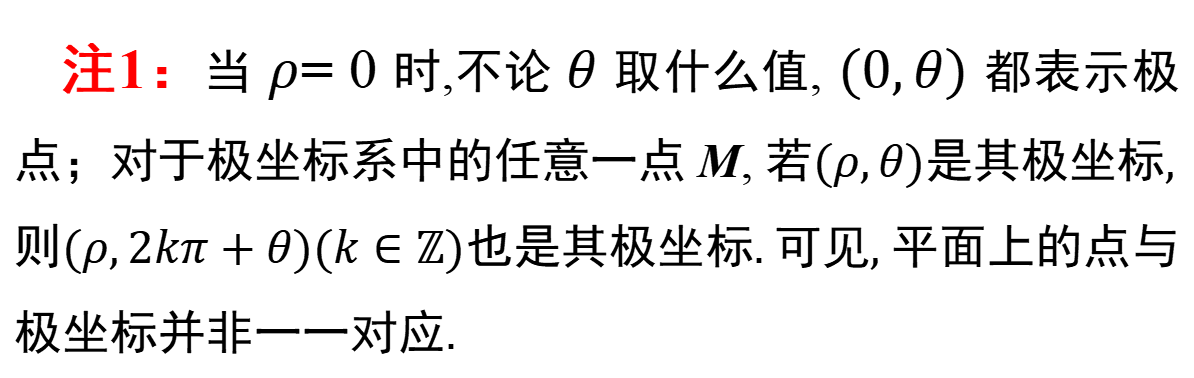 注1：当 ρ= 0 时,不论 θ 取什么值, (0, θ) 都表示极
点；对于极坐标系中的任意一点 M, 若(ρ, θ)是其极坐标,
则(ρ, 2kπ + θ)(k ∈ ℤ)也是其极坐标. 可见, 平面上的点与
极坐标并非一一对应.